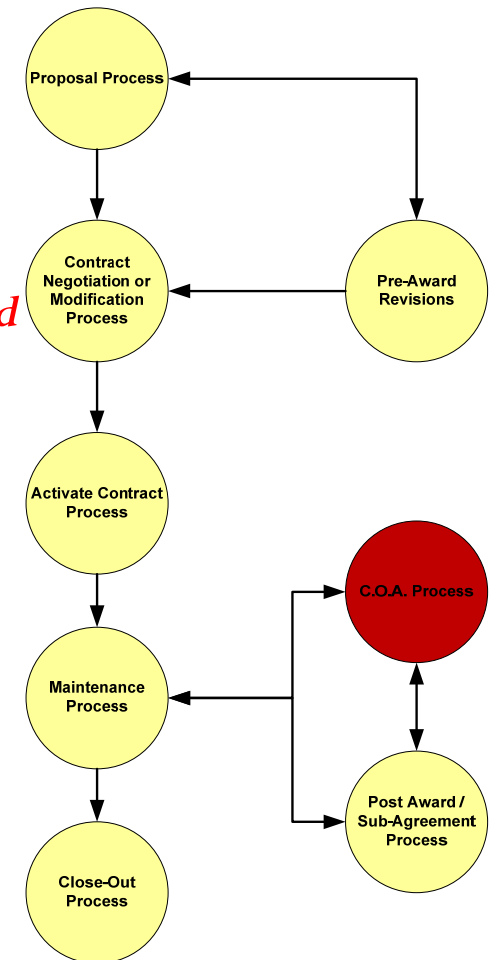 Proposal Process
Contract
Negotiation or
Modification
Process
Pre-Award
Revisions
d
Activate Contract
Process
C.O.A. Process
Maintenance
Process
Post Award /
Sub-Agreement
Process
Close-Out
Process